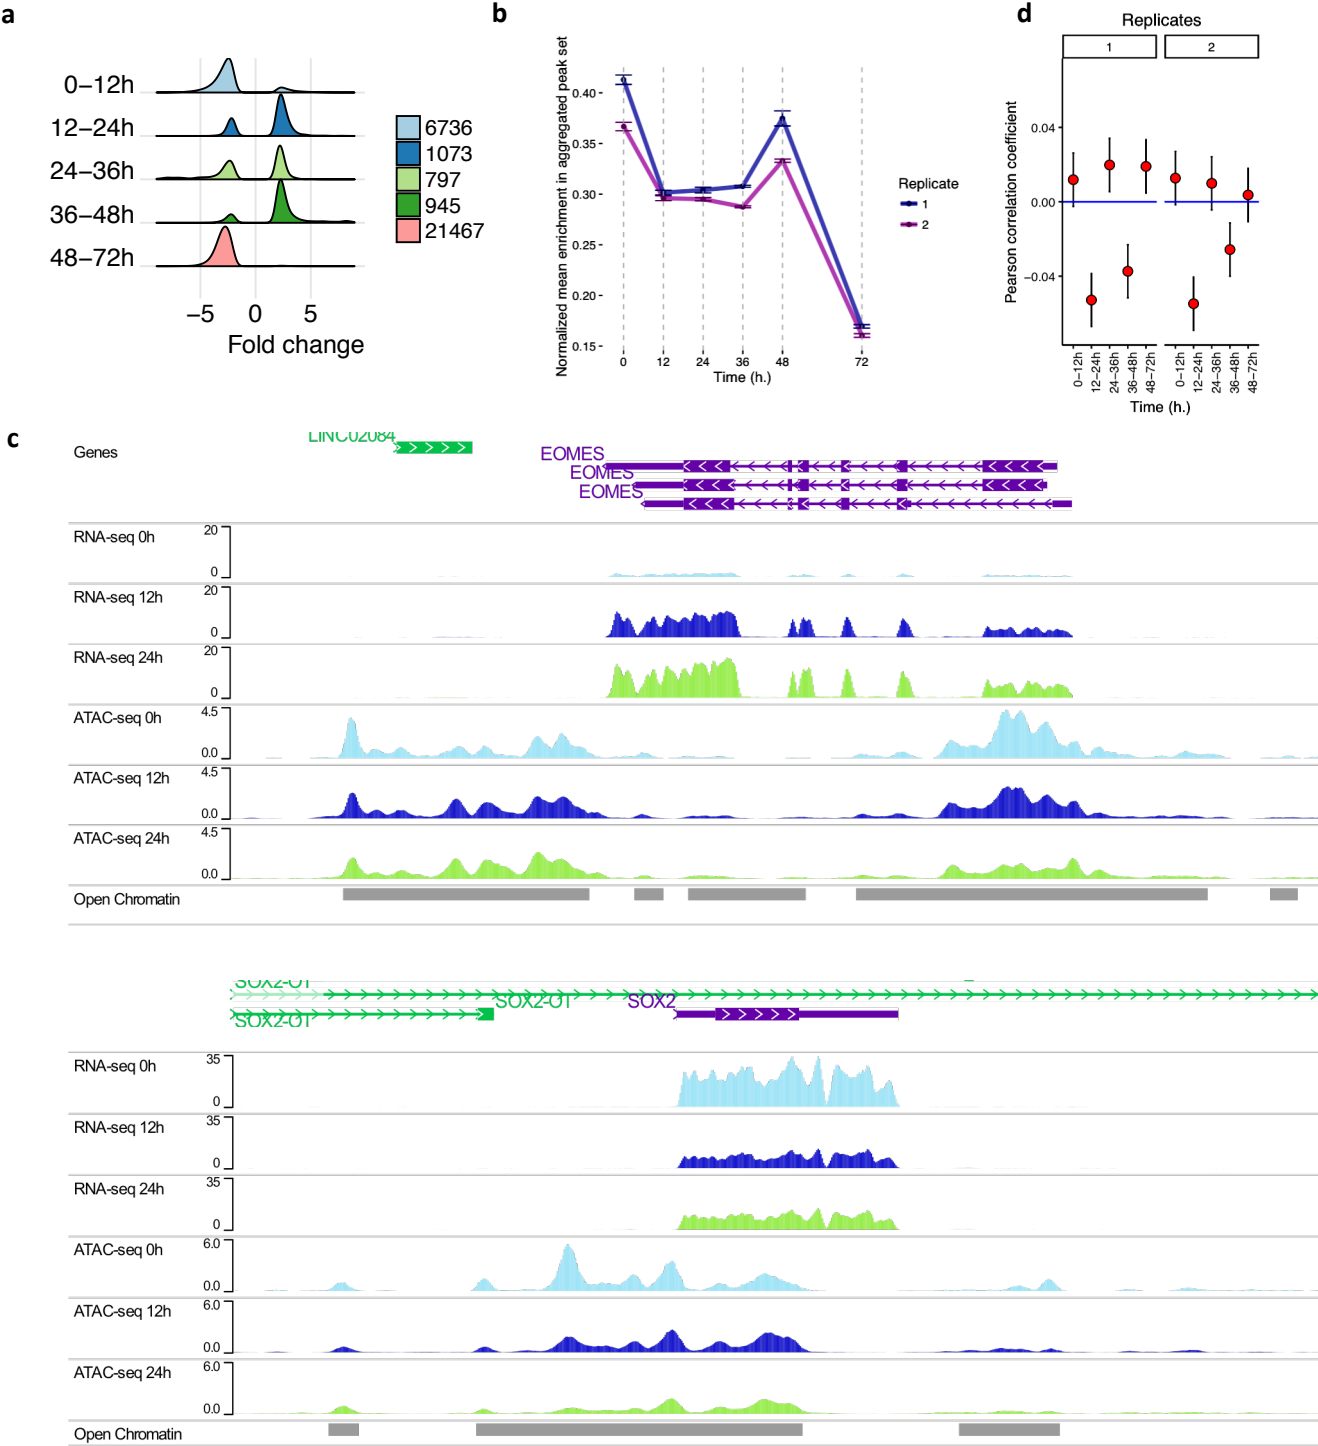 a
0−12h
12−24h
24−36h
36−48h
48−72h
−5 0 5
Fold change
6736
1073
797
945
21467
b
Normalized mean enrichment in aggregated peak set
0.40
0.35
0.30
0.25
0.20
0.15
0 12 24 36 48 72
Time (h.)
Replicate
1
2
d
Replicates
1 2
Pearson correlation coefficient
0.04
0.00
−0.04
0−12h 12−24h 24−36h 36−48h 48−72h 0−12h 12−24h 24−36h 36−48h 48−72h
Time (h.)
c
Genes
LINC02084
EOMES
EOMES
EOMES
RNA-seq 0h 20 0
RNA-seq 12h 20 0
RNA-seq 24h 20 0
ATAC-seq 0h 4.5 0.0
ATAC-seq 12h 4.5 0.0
ATAC-seq 24h 4.5 0.0
Open Chromatin
SOX2-OT
SOX2-OT SOX2
SOX2-OT
RNA-seq 0h 35 0
RNA-seq 12h 35 0
RNA-seq 24h 35 0
ATAC-seq 0h 6.0 0.0
ATAC-seq 12h 6.0 0.0
ATAC-seq 24h 6.0 0.0
Open Chromatin